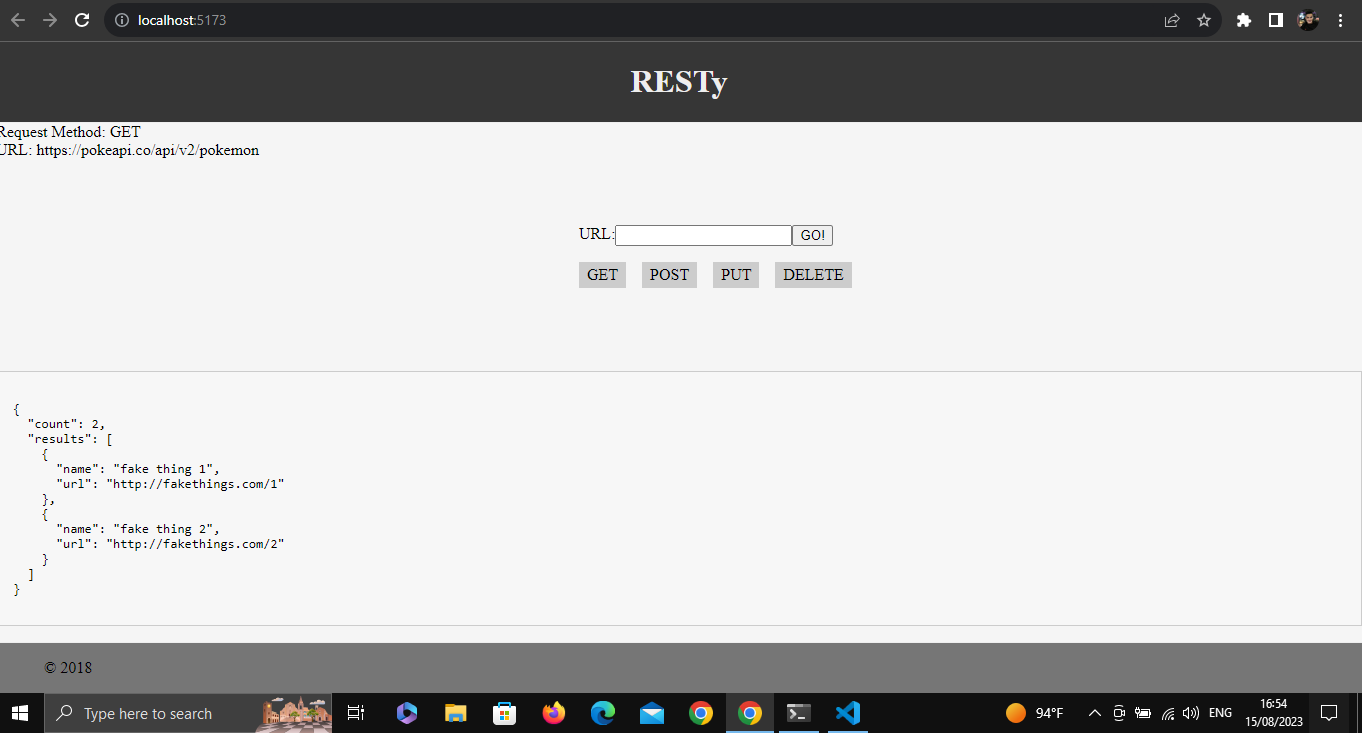 localhost:5173
RESTy
Request Method: GET
URL: https://pokeapi.co/api/v2/pokemon
URL: GO!
GET POST PUT DELETE
{
"count": 2,
"results": [
{
"name": "fake thing 1",
"url": "http://fakethings.com/1"
},
{
"name": "fake thing 2",
"url": "http://fakethings.com/2"
}
]
}
© 2018
Type here to search
94°F
ENG
16:54
15/08/2023